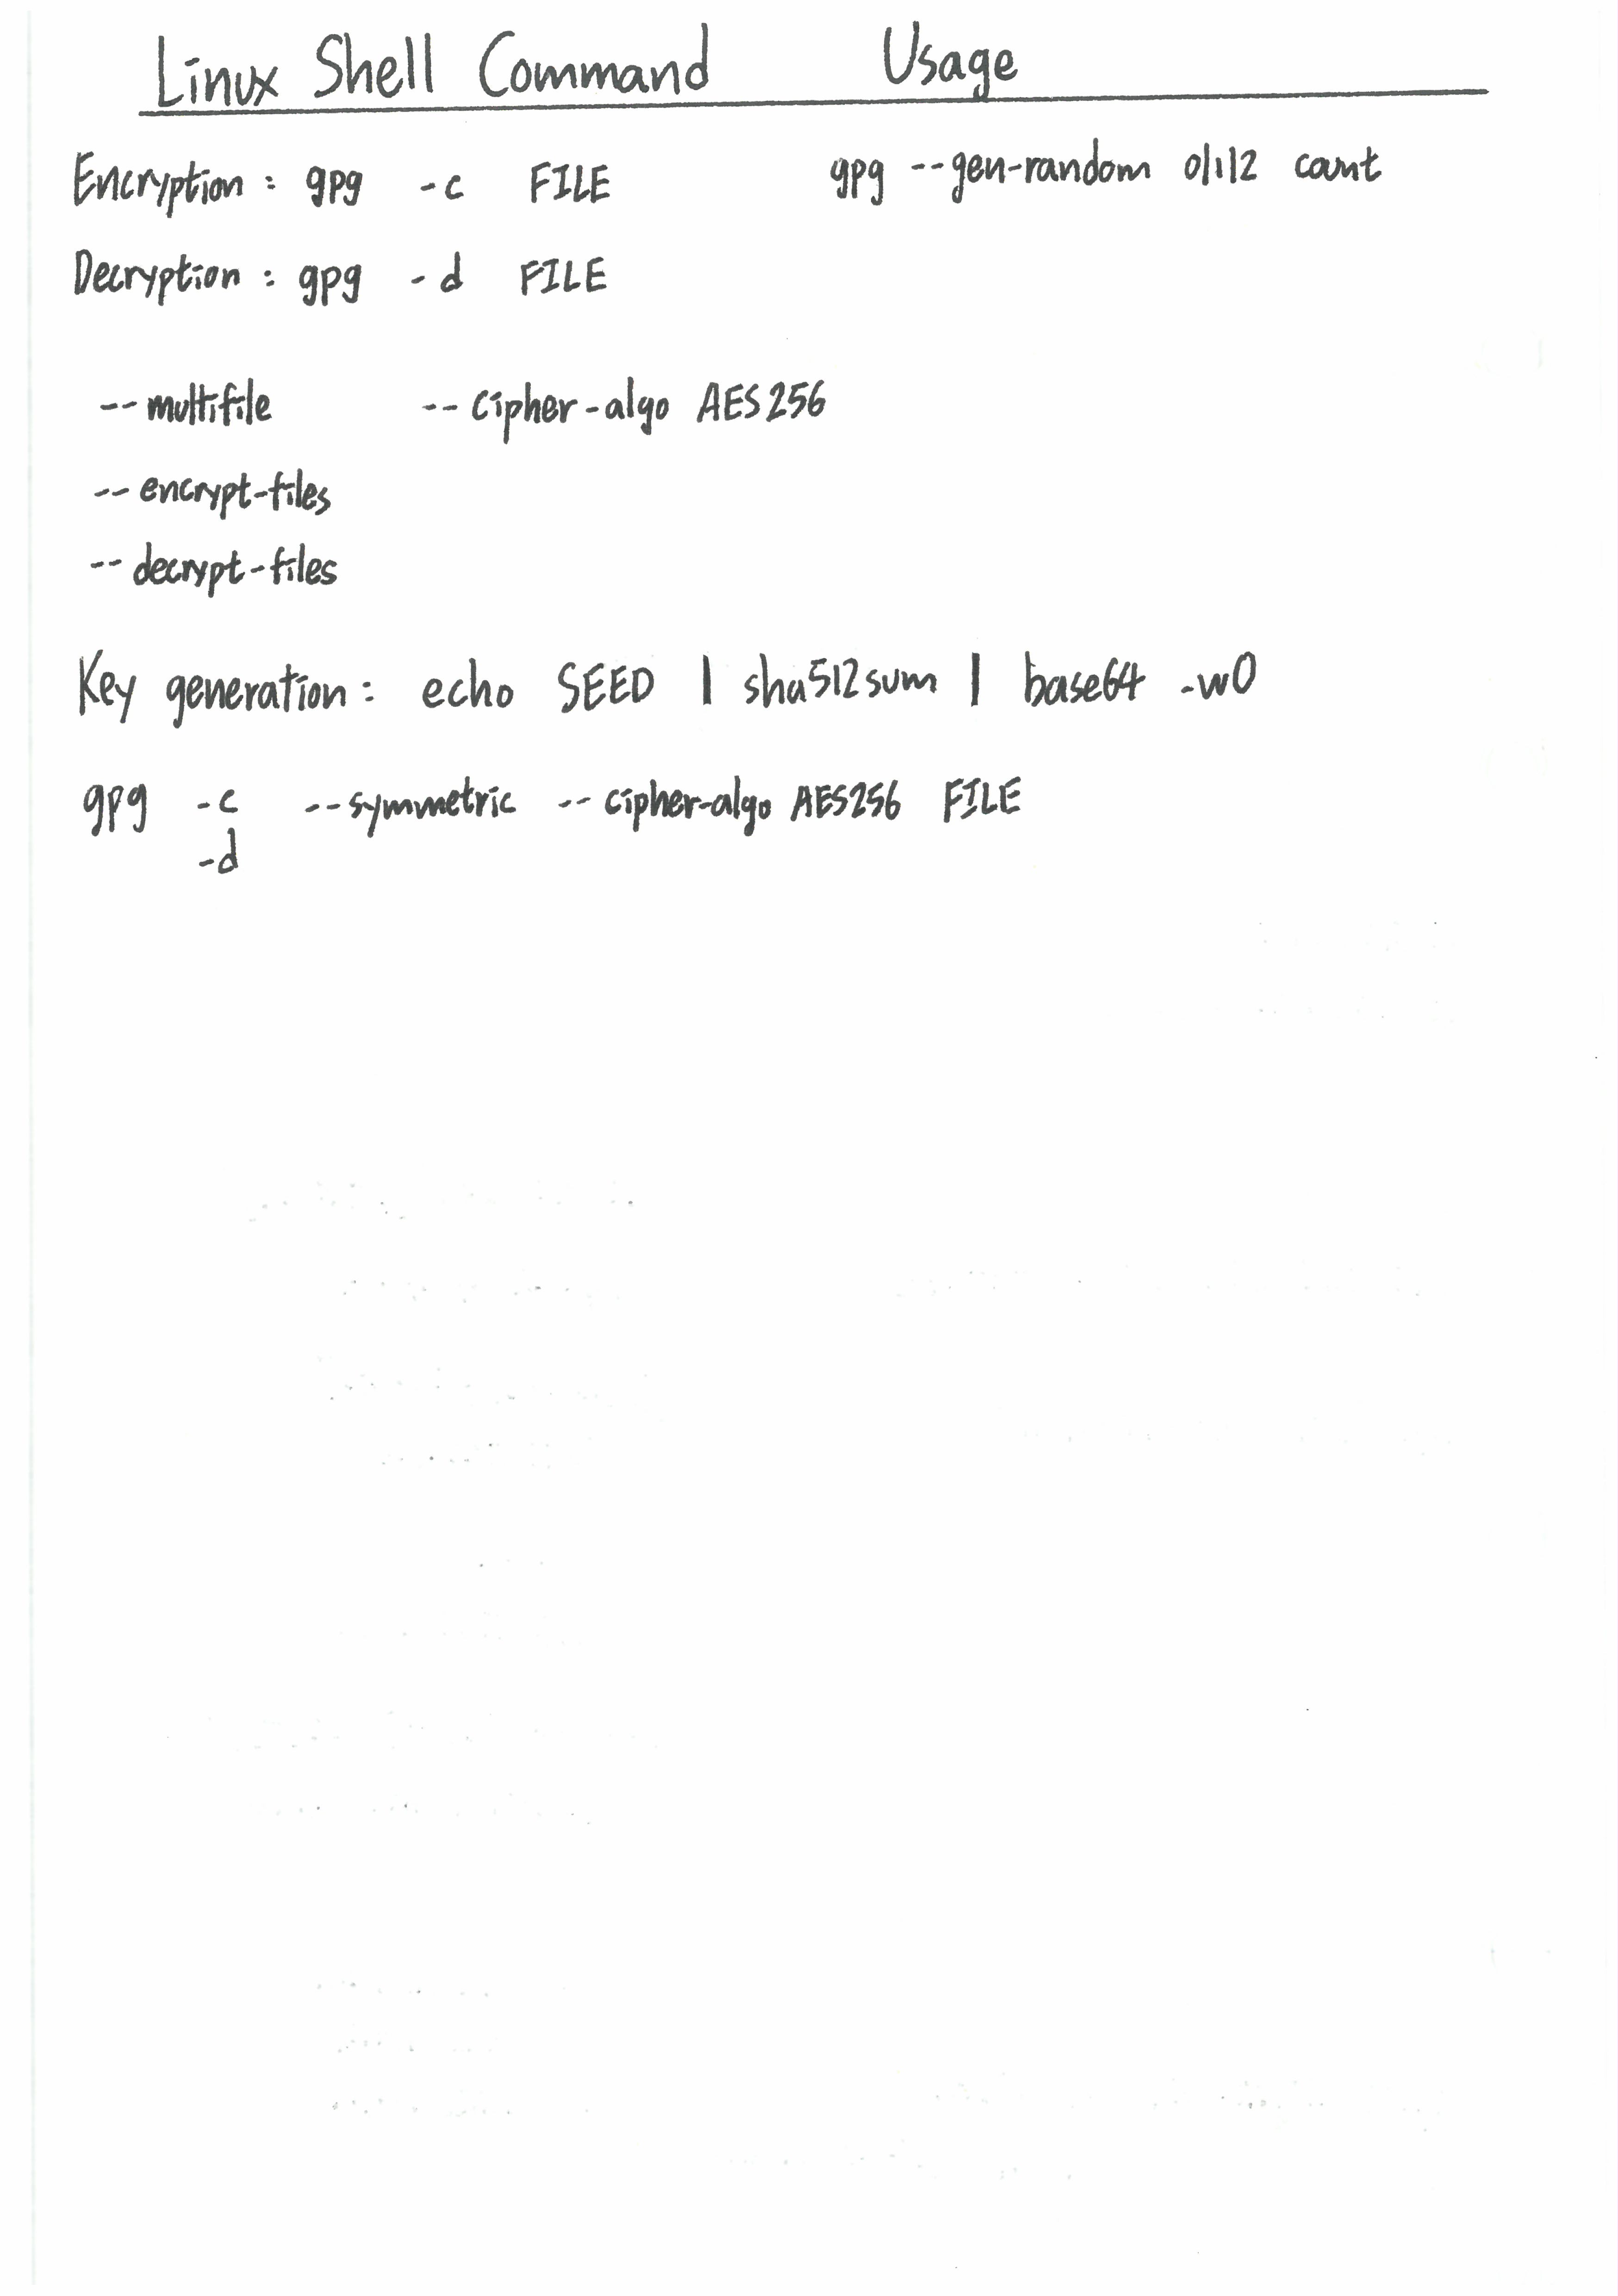 Linux Shell Command Usage
Encryption : gpg -c FILE gpg --gen-random 0|1|2 count
Decryption : gpg -d FILE
--multifile --cipher-algo AES256
--encrypt-files
--decrypt-files
Key generation : echo SEED | sha512sum | base64 -w0
gpg -c --symmetric --cipher-algo AES256 FILE
-d